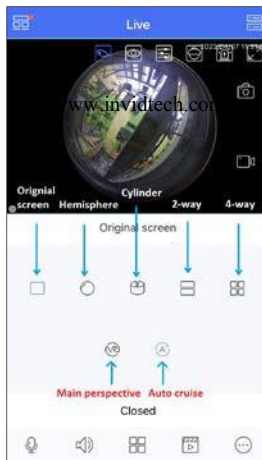 Live
www.invidtech.com
Orignial screen
Hemisphere
Cylinder
2-way
4-way
Original screen
VR
A
Main perspective
Auto cruise
Closed